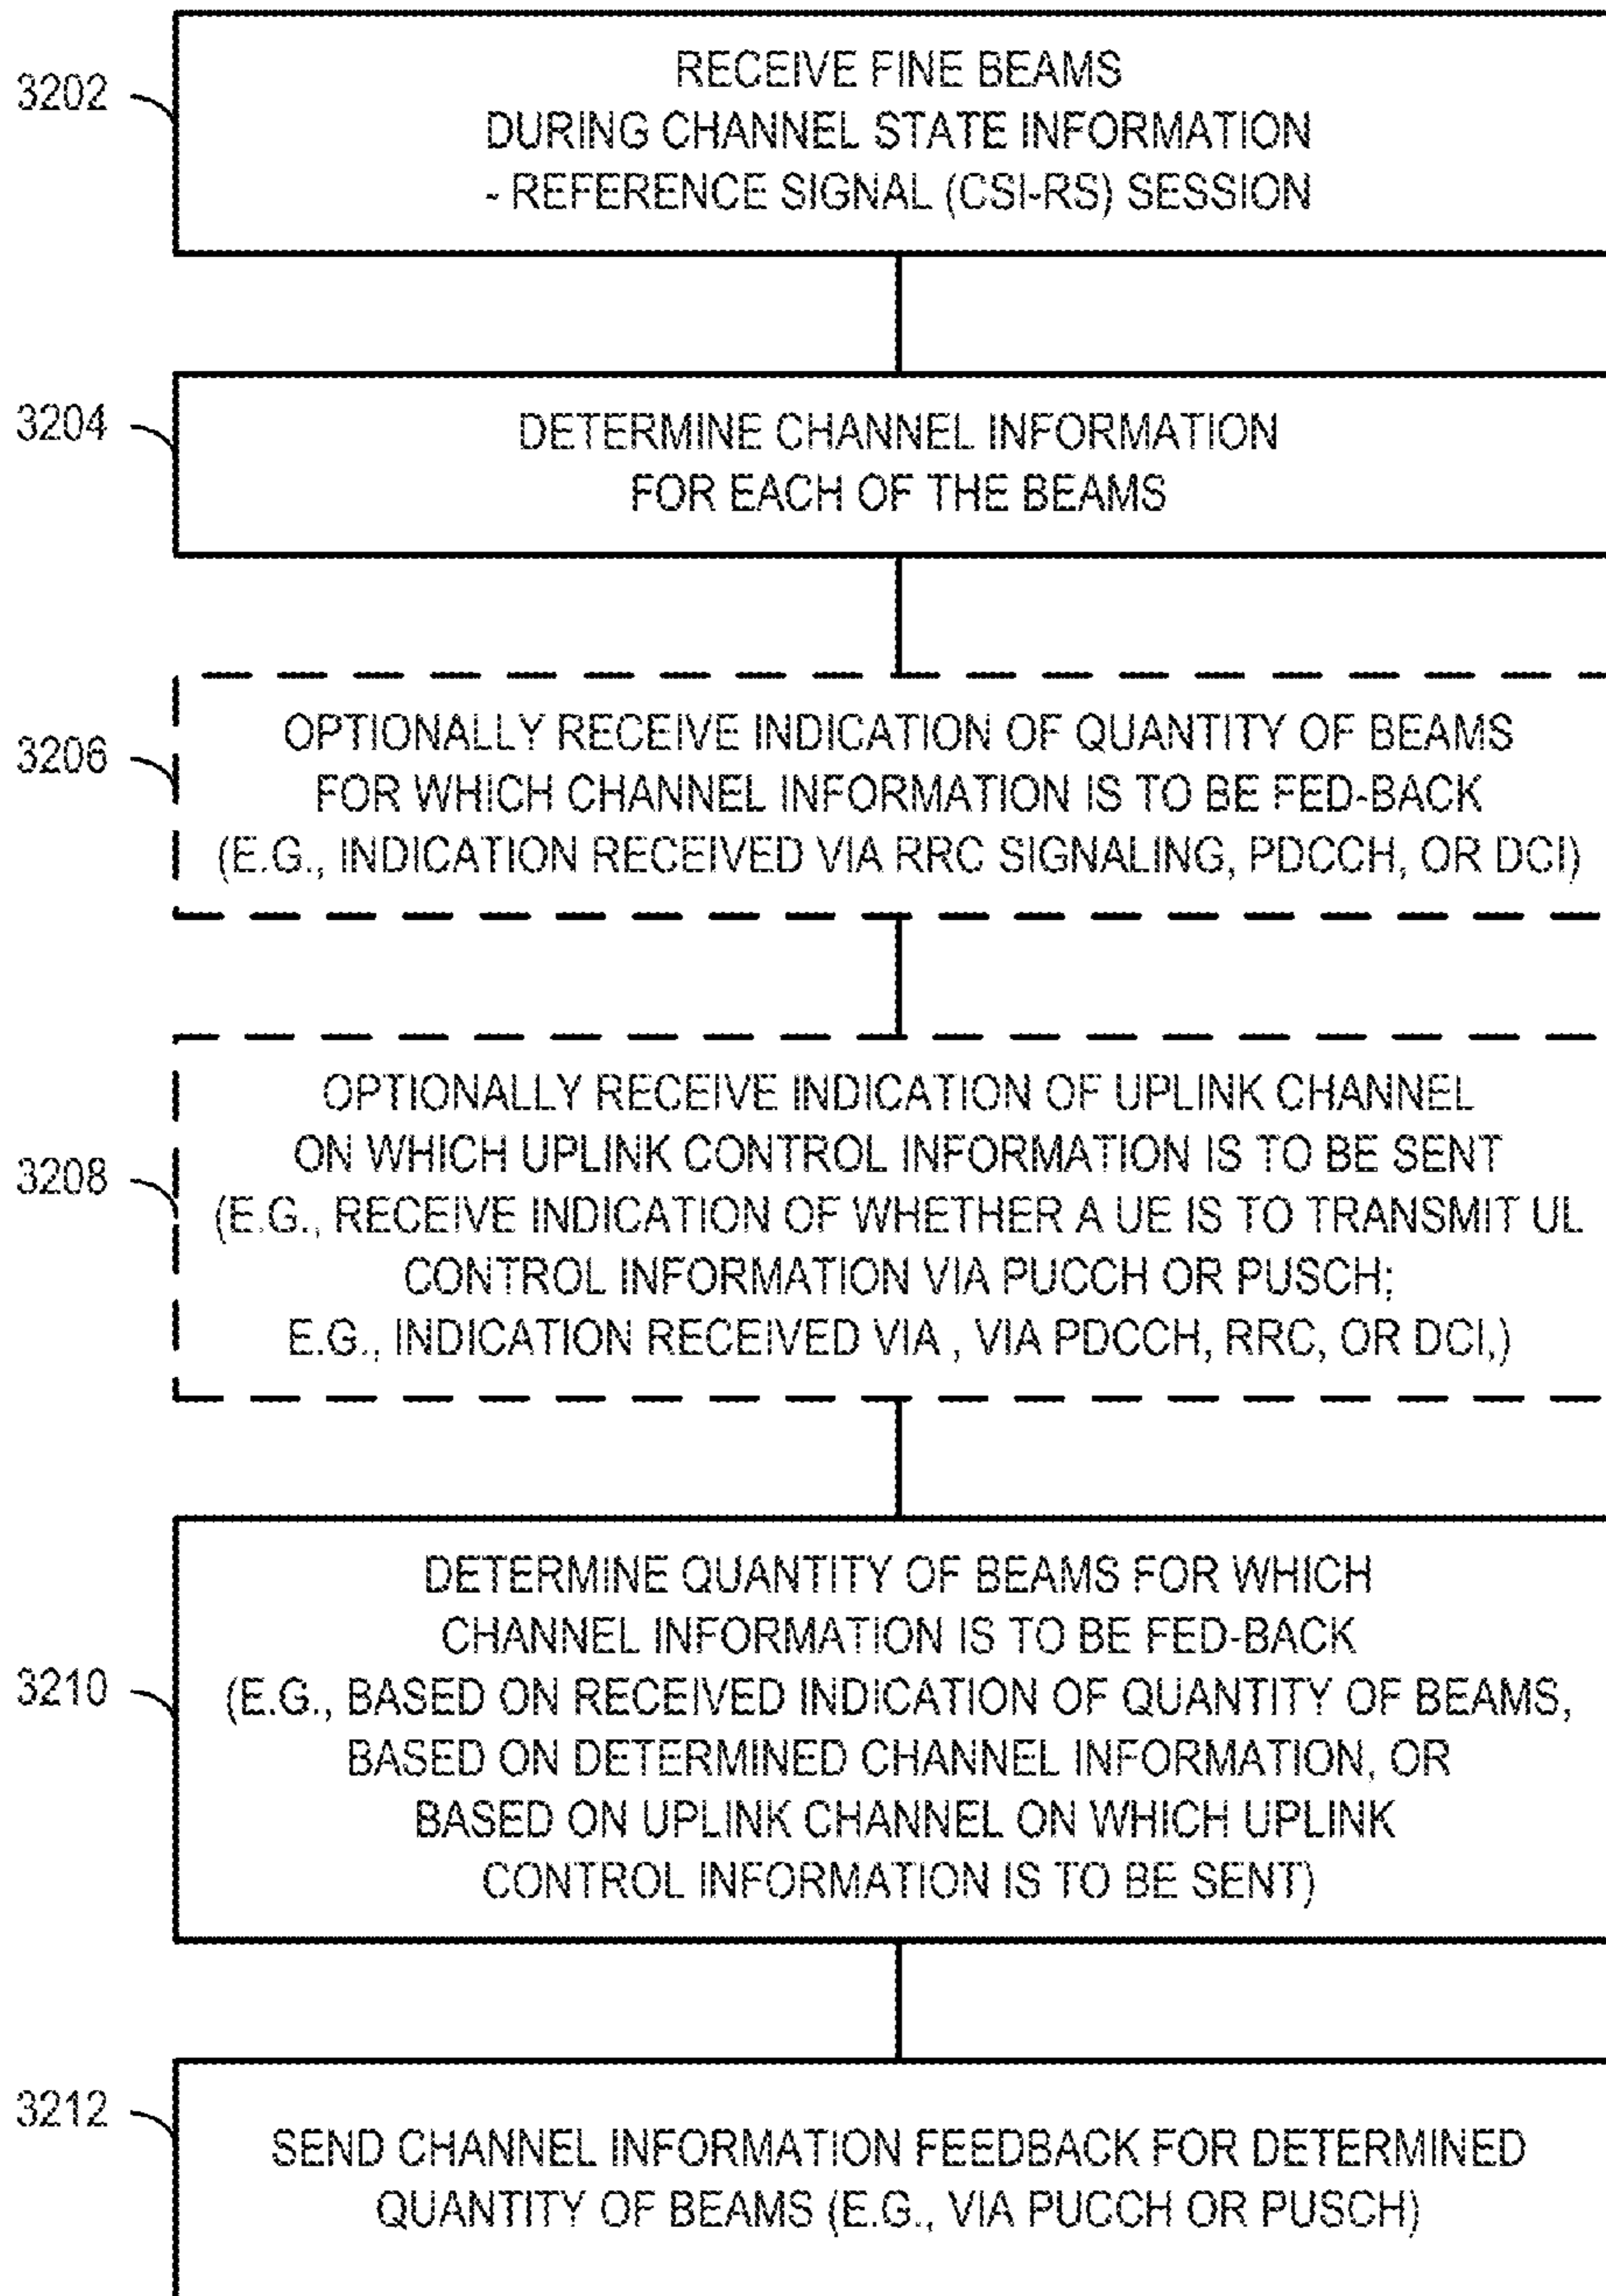 3202
RECEIVE FINE BEAMS
DURING CHANNEL STATE INFORMATION
- REFERENCE SIGNAL (CSI-RS) SESSION
3204
DETERMINE CHANNEL INFORMATION
FOR EACH OF THE BEAMS
3206
OPTIONALLY RECEIVE INDICATION OF QUANTITY OF BEAMS
FOR WHICH CHANNEL INFORMATION IS TO BE FED-BACK
(E.G., INDICATION RECEIVED VIA RRC SIGNALING, PDCCH, OR DCI)
3208
OPTIONALLY RECEIVE INDICATION OF UPLINK CHANNEL
ON WHICH UPLINK CONTROL INFORMATION IS TO BE SENT
(E.G., RECEIVE INDICATION OF WHETHER A UE IS TO TRANSMIT UL
CONTROL INFORMATION VIA PUCCH OR PUSCH;
E.G., INDICATION RECEIVED VIA , VIA PDCCH, RRC, OR DCI,)
3210
DETERMINE QUANTITY OF BEAMS FOR WHICH
CHANNEL INFORMATION IS TO BE FED-BACK
(E.G., BASED ON RECEIVED INDICATION OF QUANTITY OF BEAMS,
BASED ON DETERMINED CHANNEL INFORMATION, OR
BASED ON UPLINK CHANNEL ON WHICH UPLINK
CONTROL INFORMATION IS TO BE SENT)
3212
SEND CHANNEL INFORMATION FEEDBACK FOR DETERMINED
QUANTITY OF BEAMS (E.G., VIA PUCCH OR PUSCH)